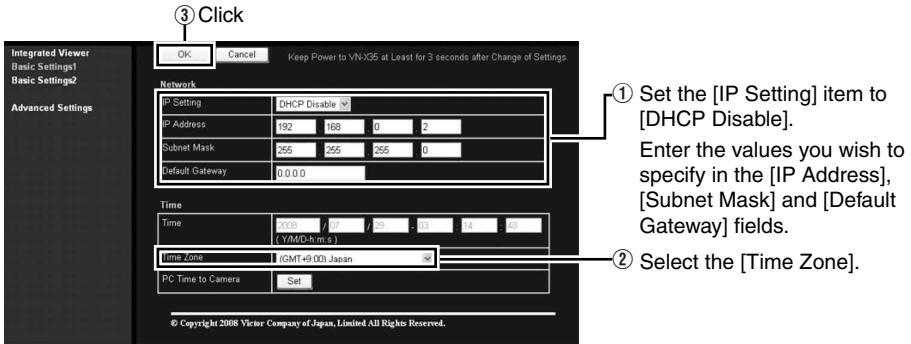 ③ Click
Integrated Viewer
Basic Settings1
Basic Settings2
Advanced Settings
OK Cancel Keep Power to VN-X35 at Least for 3 seconds after Change of Settings.
Network
IP Setting DHCP Disable
IP Address 192 . 168 . 0 . 2
Subnet Mask 255 . 255 . 255 . 0
Default Gateway 0.0.0.0
Time
Time 2008 / 07 / 29 - 03 : 14 : 43
( Y/M/D-h:m:s )
Time Zone (GMT+9:00) Japan
PC Time to Camera Set
© Copyright 2008 Victor Company of Japan, Limited All Rights Reserved.
① Set the [IP Setting] item to
[DHCP Disable].
Enter the values you wish to
specify in the [IP Address],
[Subnet Mask] and [Default
Gateway] fields.
② Select the [Time Zone].